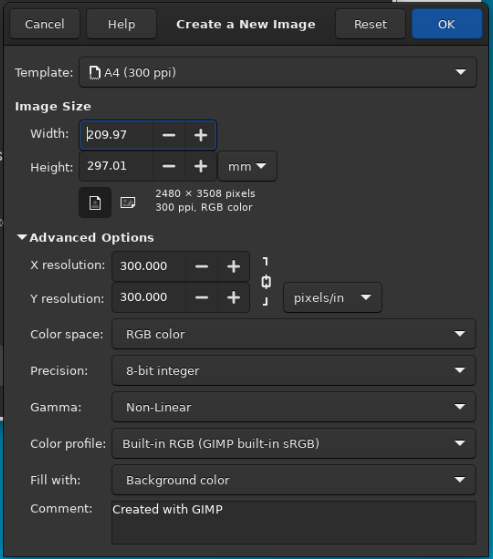 Cancel Help Create a New Image Reset OK
Template: A4 (300 ppi)
Image Size
Width: 209.97
Height: 297.01 mm
2480 × 3508 pixels
300 ppi, RGB color
Advanced Options
X resolution: 300.000
Y resolution: 300.000 pixels/in
Color space: RGB color
Precision: 8-bit integer
Gamma: Non-Linear
Color profile: Built-in RGB (GIMP built-in sRGB)
Fill with: Background color
Comment: Created with GIMP